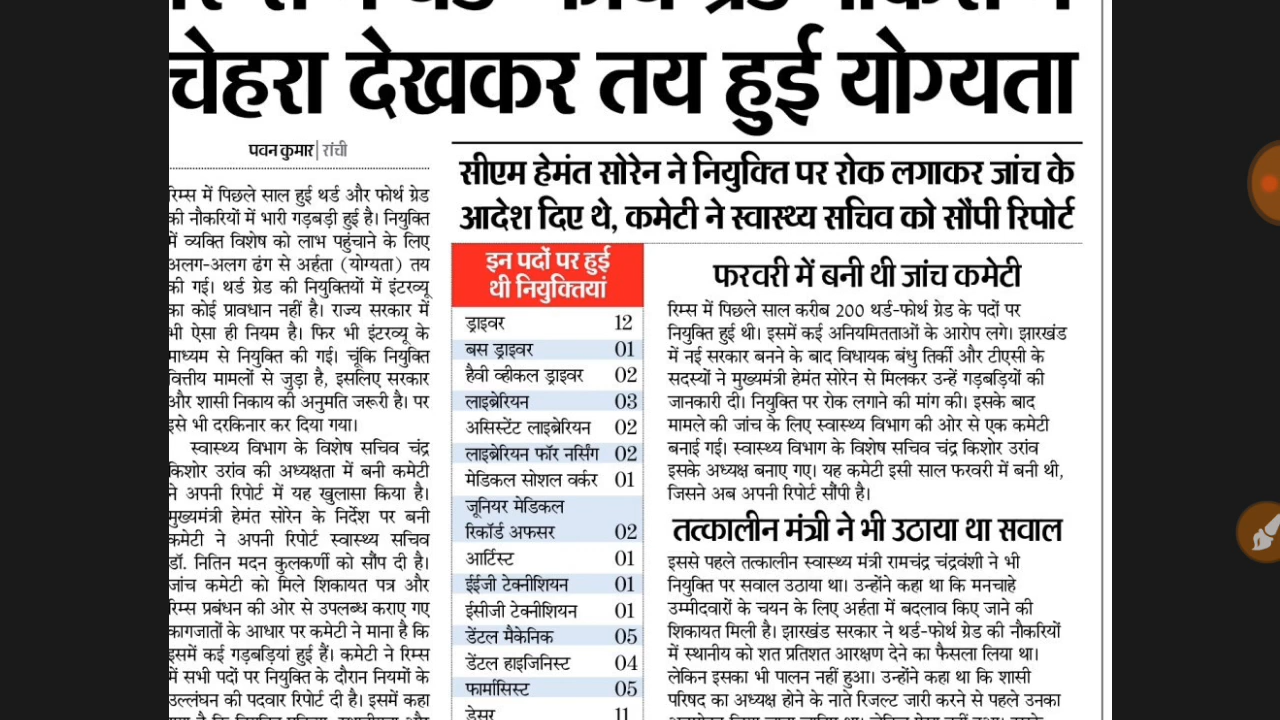 चेहरा देखकर तय हुई योग्यता
पवन कुमार | रांची
रिम्स में पिछले साल हुई थर्ड और फोर्थ ग्रेड
की नौकरियों में भारी गड़बड़ी हुई है। नियुक्ति
में व्यक्ति विशेष को लाभ पहुंचाने के लिए
अलग-अलग ढंग से अर्हता (योग्यता) तय
की गई। थर्ड ग्रेड की नियुक्तियों में इंटरव्यू
का कोई प्रावधान नहीं है। राज्य सरकार में
भी ऐसा ही नियम है। फिर भी इंटरव्यू के
माध्यम से नियुक्ति की गई। चूंकि नियुक्ति
वित्तीय मामलों से जुड़ा है, इसलिए सरकार
और शासी निकाय की अनुमति जरूरी है। पर
इसे भी दरकिनार कर दिया गया।
स्वास्थ्य विभाग के विशेष सचिव चंद्र
किशोर उरांव की अध्यक्षता में बनी कमेटी
ने अपनी रिपोर्ट में यह खुलासा किया है।
मुख्यमंत्री हेमंत सोरेन के निर्देश पर बनी
कमेटी ने अपनी रिपोर्ट स्वास्थ्य सचिव
डॉ. नितिन मदन कुलकर्णी को सौंप दी है।
जांच कमेटी को मिले शिकायत पत्र और
रिम्स प्रबंधन की ओर से उपलब्ध कराए गए
कागजातों के आधार पर कमेटी ने माना है कि
इसमें कई गड़बड़ियां हुई हैं। कमेटी ने रिम्स
में सभी पदों पर नियुक्ति के दौरान नियमों के
उल्लंघन की पदवार रिपोर्ट दी है। इसमें कहा
सीएम हेमंत सोरेन ने नियुक्ति पर रोक लगाकर जांच के
आदेश दिए थे, कमेटी ने स्वास्थ्य सचिव को सौंपी रिपोर्ट
इन पदों पर हुई
थी नियुक्तियां
ड्राइवर 12
बस ड्राइवर 01
हैवी व्हीकल ड्राइवर 02
लाइब्रेरियन 03
असिस्टेंट लाइब्रेरियन 02
लाइब्रेरियन फॉर नर्सिंग 02
मेडिकल सोशल वर्कर 01
जूनियर मेडिकल
रिकॉर्ड अफसर 02
आर्टिस्ट 01
ईईजी टेक्नीशियन 01
ईसीजी टेक्नीशियन 01
डेंटल मैकेनिक 05
डेंटल हाइजिनिस्ट 04
फार्मासिस्ट 05
ड्रेसर 11
फरवरी में बनी थी जांच कमेटी
रिम्स में पिछले साल करीब 200 थर्ड-फोर्थ ग्रेड के पदों पर
नियुक्ति हुई थी। इसमें कई अनियमितताओं के आरोप लगे। झारखंड
में नई सरकार बनने के बाद विधायक बंधु तिर्की और टीएसी के
सदस्यों ने मुख्यमंत्री हेमंत सोरेन से मिलकर उन्हें गड़बड़ियों की
जानकारी दी। नियुक्ति पर रोक लगाने की मांग की। इसके बाद
मामले की जांच के लिए स्वास्थ्य विभाग की ओर से एक कमेटी
बनाई गई। स्वास्थ्य विभाग के विशेष सचिव चंद्र किशोर उरांव
इसके अध्यक्ष बनाए गए। यह कमेटी इसी साल फरवरी में बनी थी,
जिसने अब अपनी रिपोर्ट सौंपी है।
तत्कालीन मंत्री ने भी उठाया था सवाल
इससे पहले तत्कालीन स्वास्थ्य मंत्री रामचंद्र चंद्रवंशी ने भी
नियुक्ति पर सवाल उठाया था। उन्होंने कहा था कि मनचाहे
उम्मीदवारों के चयन के लिए अर्हता में बदलाव किए जाने की
शिकायत मिली है। झारखंड सरकार ने थर्ड-फोर्थ ग्रेड की नौकरियों
में स्थानीय को शत प्रतिशत आरक्षण देने का फैसला लिया था।
लेकिन इसका भी पालन नहीं हुआ। उन्होंने कहा था कि शासी
परिषद का अध्यक्ष होने के नाते रिजल्ट जारी करने से पहले उनका